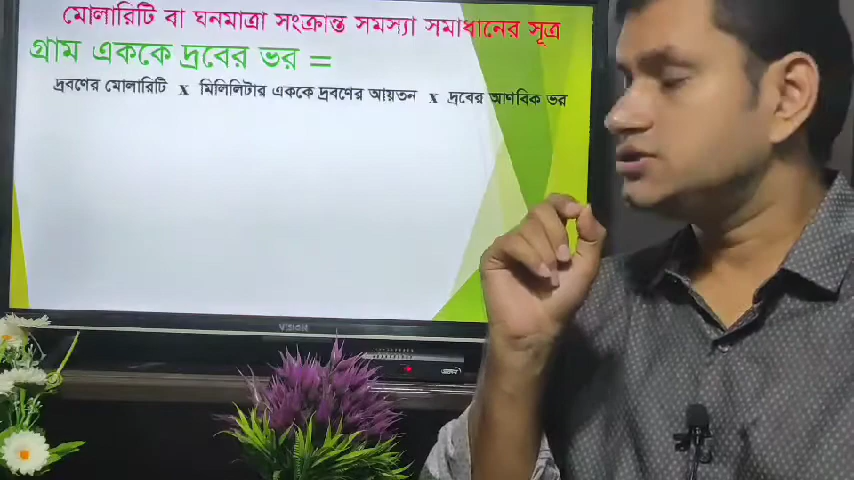 মোলারিটি বা ঘনমাত্রা সংক্রান্ত সমস্যা সমাধানের সূত্র
গ্রাম এককে দ্রবের ভর =
দ্রবণের মোলারিটি x মিলিলিটার এককে দ্রবণের আয়তন x দ্রবের আণবিক ভর
VISION